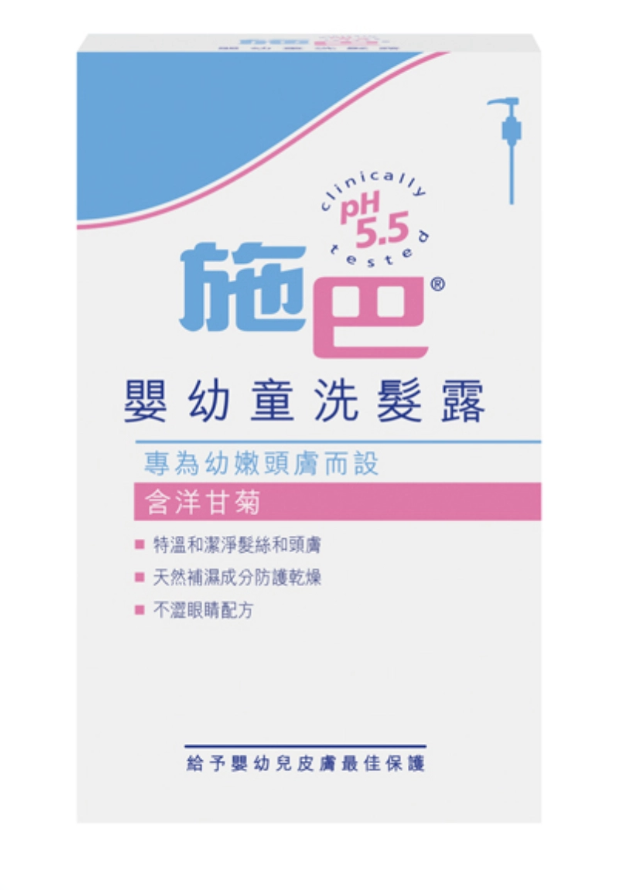 clinically
pH
5.5
tested
施巴®
嬰幼童洗髮露
專為幼嫩頭膚而設
含洋甘菊
特溫和潔淨髮絲和頭膚
天然補濕成分防護乾燥
不澀眼睛配方
給予嬰幼兒皮膚最佳保護